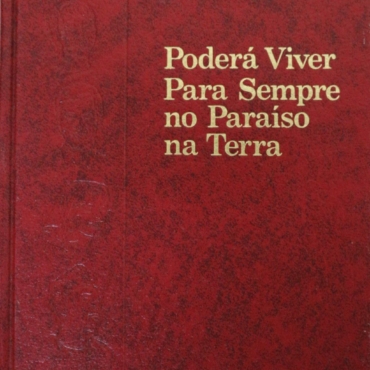 Poderá Viver
Para Sempre
no Paraíso
na Terra